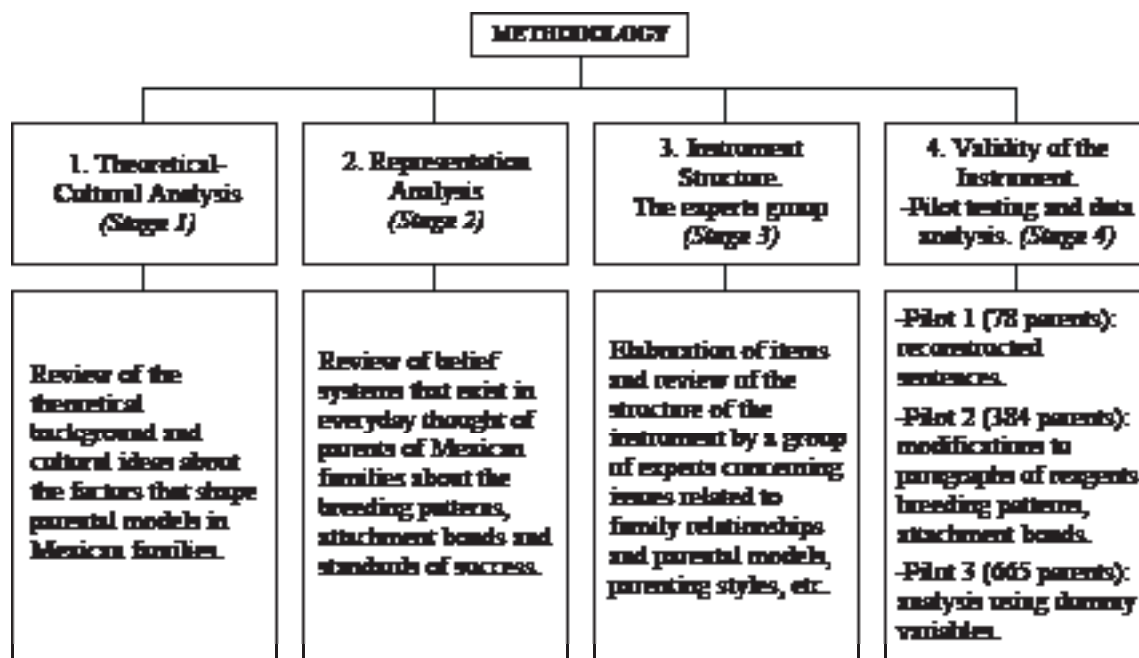 METHODOLOGY
1. Theoretical-
Cultural Analysis
(Stage 1)
2. Representation
Analysis
(Stage 2)
3. Instrument
Structure.
The experts group
(Stage 3)
4. Validity of the
Instrument.
-Pilot testing and data
analysis. (Stage 4)
Review of the
theoretical
background and
cultural ideas about
the factors that shape
parental models in
Mexican families.
Review of belief
systems that exist in
everyday thought of
parents of Mexican
families about the
breeding patterns,
attachment bonds and
standards of success.
Elaboration of items
and review of the
structure of the
instrument by a group
of experts concerning
issues related to
family relationships
and parental models,
parenting styles, etc.
-Pilot 1 (78 parents):
reconstructed
sentences.
-Pilot 2 (384 parents):
modifications to
paragraphs of reagents
breeding patterns,
attachment bonds.
-Pilot 3 (665 parents):
analysis using dummy
variables.